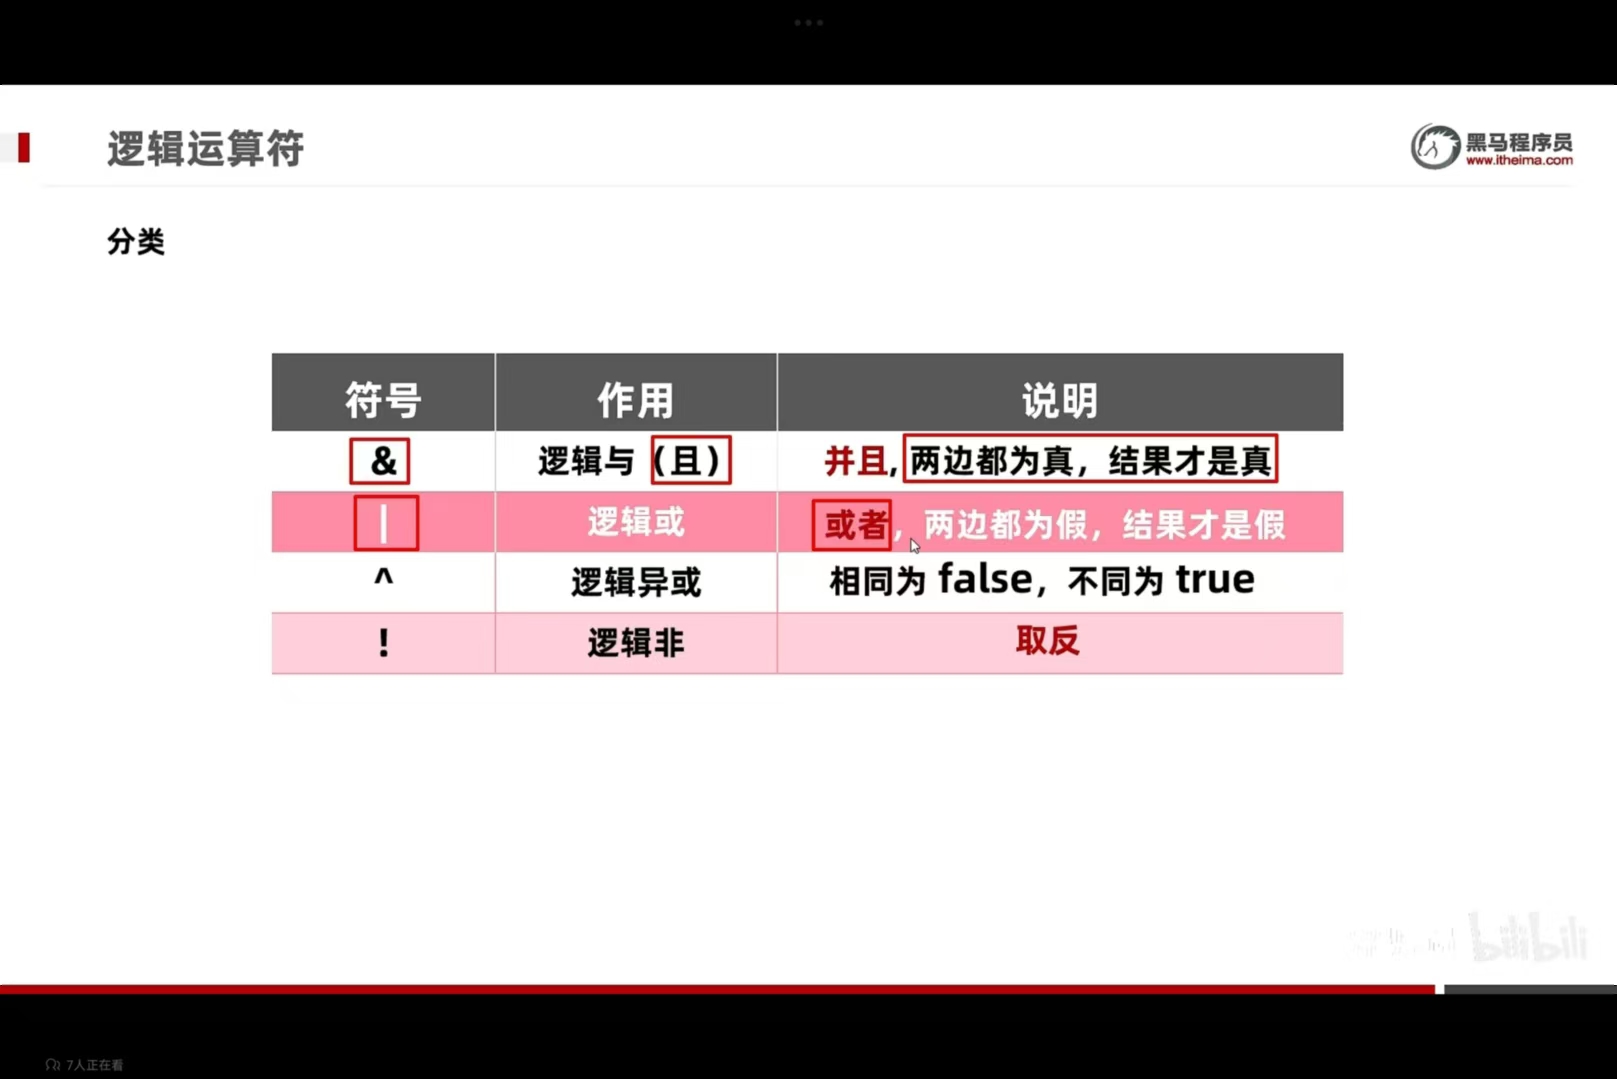 逻辑运算符
黑马程序员
www.itheima.com
分类
符号 作用 说明
& 逻辑与（且） 并且，两边都为真，结果才是真
| 逻辑或 或者，两边都为假，结果才是假
^ 逻辑异或 相同为 false，不同为 true
! 逻辑非 取反
bilibili
7人正在看